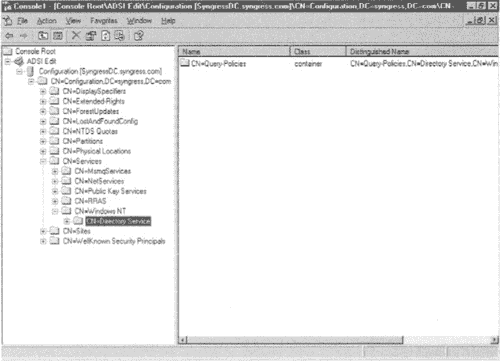 Console1 - [Console Root\ADSI Edit\Configuration [SyngressDC.syngress.com]\CN=Configuration,DC=syngress,DC=com\CN=
File Action View Favorites Window Help
Console Root
ADSI Edit
Configuration [SyngressDC.syngress.com]
CN=Configuration,DC=syngress,DC=com
CN=DisplaySpecifiers
CN=Extended-Rights
CN=ForestUpdates
CN=LostAndFoundConfig
CN=NTDS Quotas
CN=Partitions
CN=Physical Locations
CN=Services
CN=MsmqServices
CN=NetServices
CN=Public Key Services
CN=RRAS
CN=Windows NT
CN=Directory Service
CN=Sites
CN=WellKnown Security Principals
Name Class Distinguished Name
CN=Query-Policies container CN=Query-Policies,CN=Directory Service,CN=Win